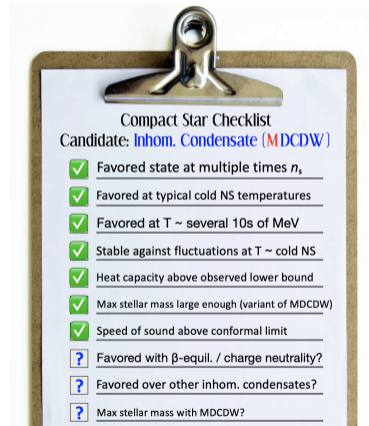 Compact Star Checklist
Candidate: Inhom. Condensate (MDCDW)
Favored state at multiple times nₛ
Favored at typical cold NS temperatures
Favored at T ~ several 10s of MeV
Stable against fluctuations at T ~ cold NS
Heat capacity above observed lower bound
Max stellar mass large enough (variant of MDCDW)
Speed of sound above conformal limit
? Favored with β-equil. / charge neutrality?
? Favored over other inhom. condensates?
? Max stellar mass with MDCDW?